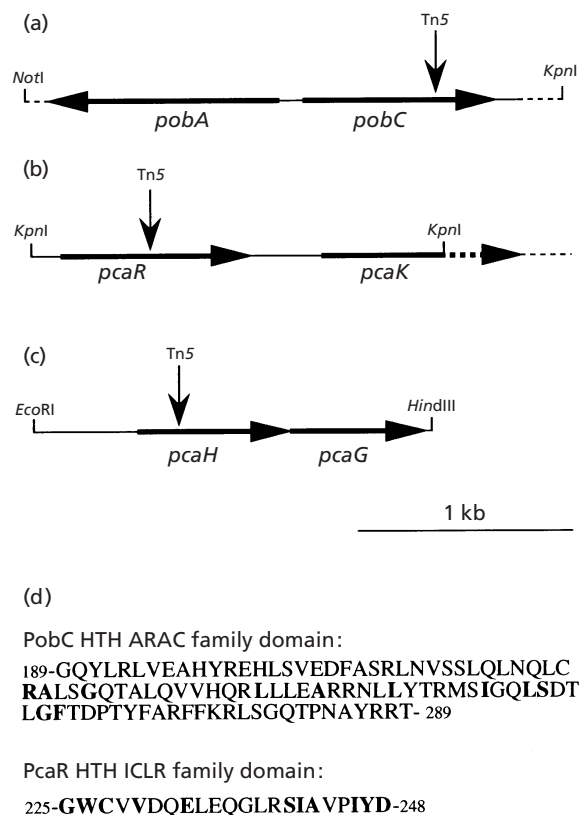 (a)
Tn5
NotI
KpnI
pobA
pobC
(b)
Tn5
KpnI
KpnI
pcaR
pcaK
(c)
Tn5
EcoRI
HindIII
pcaH
pcaG
1 kb
(d)
PobC HTH ARAC family domain:
189-GQYLRLVEAHYREHLSVEDFASRLNVSSLQLNQLC
RALSGQTALQVVHQRLLLEARRNLLYTRMSIGQLSDT
LGFTDPTYFARFFKRLSGQTPNAYRRT- 289
PcaR HTH ICLR family domain:
225-GWCVVDQELEQGLRSIAVPIYD-248